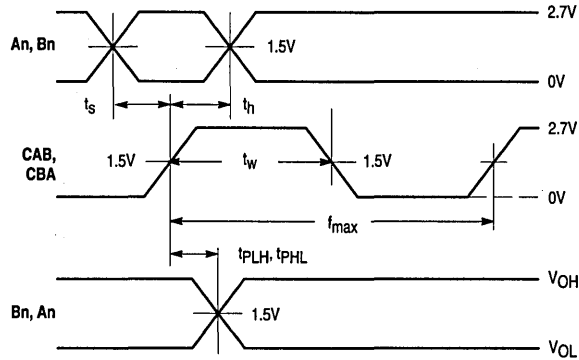 2.7V
An, Bn
1.5V
0V
ts
th
2.7V
CAB,
CBA
1.5V
tw
1.5V
0V
fmax
tPLH, tPHL
VOH
Bn, An
1.5V
VOL